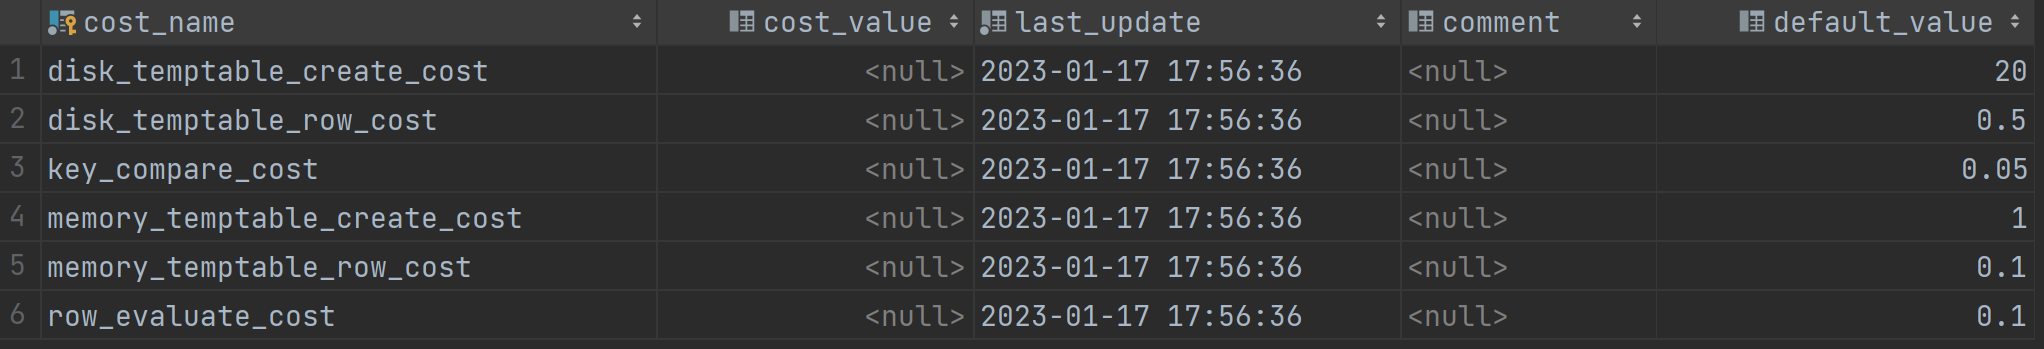 cost_name cost_value last_update comment default_value
1 disk_temptable_create_cost <null> 2023-01-17 17:56:36 <null> 20
2 disk_temptable_row_cost <null> 2023-01-17 17:56:36 <null> 0.5
3 key_compare_cost <null> 2023-01-17 17:56:36 <null> 0.05
4 memory_temptable_create_cost <null> 2023-01-17 17:56:36 <null> 1
5 memory_temptable_row_cost <null> 2023-01-17 17:56:36 <null> 0.1
6 row_evaluate_cost <null> 2023-01-17 17:56:36 <null> 0.1